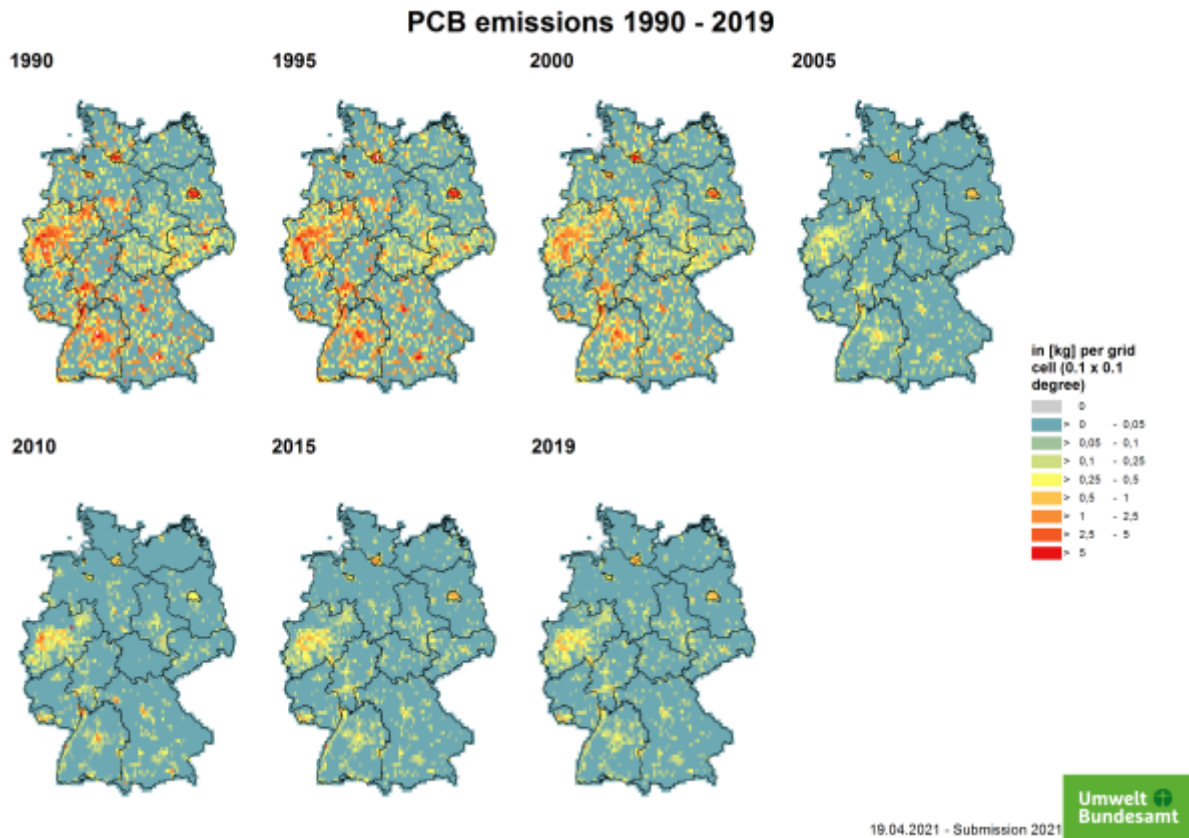 PCB emissions 1990 - 2019
1990
1995
2000
2005
in [kg] per grid
cell (0.1 x 0.1
degree)
0
> 0 - 0,05
> 0,05 - 0,1
> 0,1 - 0,25
> 0,25 - 0,5
> 0,5 - 1
> 1 - 2,5
> 2,5 - 5
> 5
2010
2015
2019
Umwelt
Bundesamt
19.04.2021 - Submission 2021